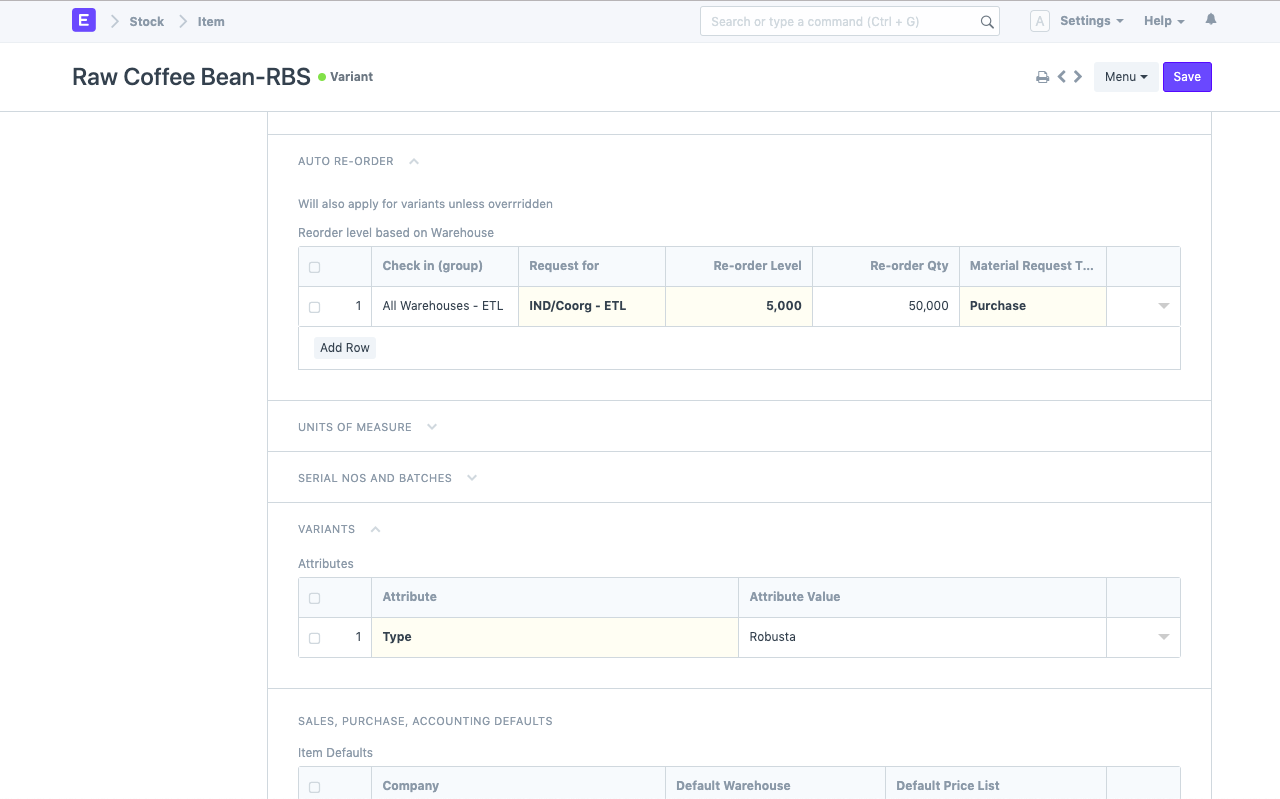 E Stock Item Search or type a command (Ctrl + G) A Settings Help
Raw Coffee Bean-RBS Variant Menu Save
AUTO RE-ORDER
Will also apply for variants unless overrridden
Reorder level based on Warehouse
Check in (group) Request for Re-order Level Re-order Qty Material Request T...
1 All Warehouses - ETL IND/Coorg - ETL 5,000 50,000 Purchase
Add Row
UNITS OF MEASURE
SERIAL NOS AND BATCHES
VARIANTS
Attributes
Attribute Attribute Value
1 Type Robusta
SALES, PURCHASE, ACCOUNTING DEFAULTS
Item Defaults
Company Default Warehouse Default Price List